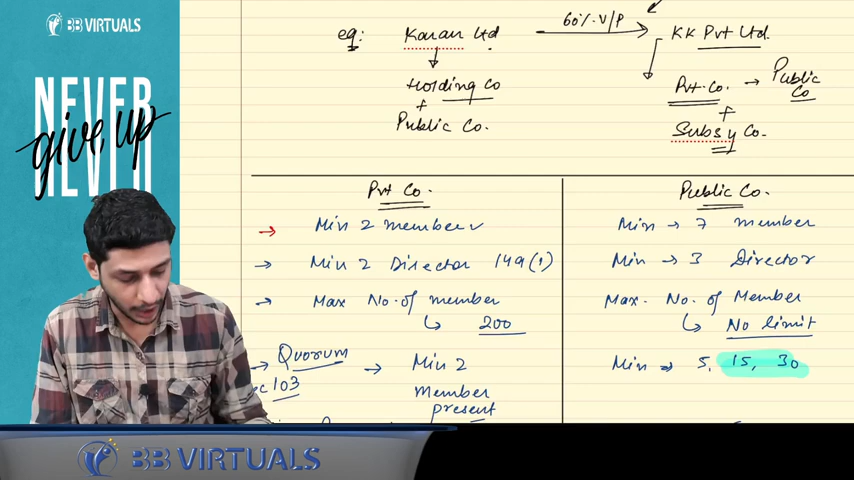 BB VIRTUALS
NEVER
give up
NEVER
eg: Karan Ltd 60% V/P KK Pvt Ltd
Holding Co
+
Public Co.
Pvt. Co. → Public Co
+
Subsy Co.
Pvt Co.
→ Min 2 member
→ Min 2 Director 149(1)
→ Max No. of member
200
→ Quorum → Min 2
ec 103
Member
present
Public Co.
Min → 7 member
Min → 3 Director
Max. No. of Member
No limit
Min → 5, 15, 30
BB VIRTUALS